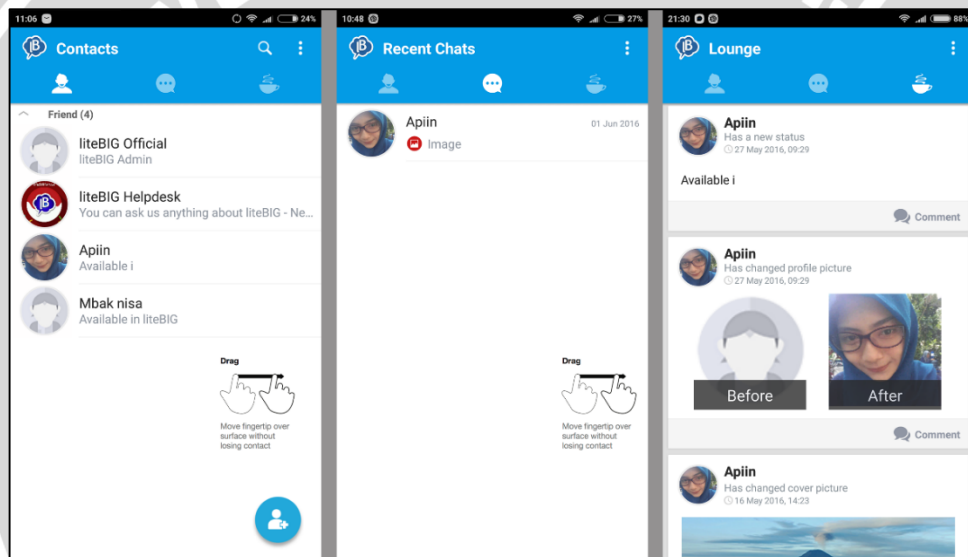 11:06
24%
Contacts
Friend (4)
liteBIG Official
liteBIG Admin
liteBIG Helpdesk
You can ask us anything about liteBIG - Ne...
Apiin
Available i
Mbak nisa
Available in liteBIG
Drag
Move fingertip over
surface without
losing contact
10:48
27%
Recent Chats
Apiin
01 Jun 2016
Image
Drag
Move fingertip over
surface without
losing contact
21:30
88%
Lounge
Apiin
Has a new status
27 May 2016, 09:29
Available i
Comment
Apiin
Has changed profile picture
27 May 2016, 09:29
Before
After
Comment
Apiin
Has changed cover picture
16 May 2016, 14:23